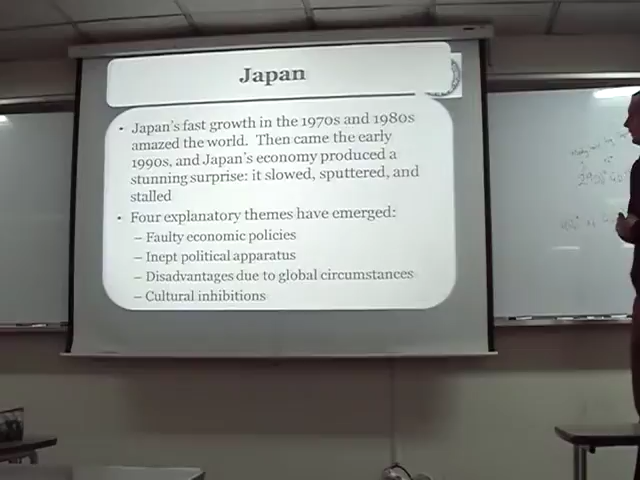 Japan
• Japan's fast growth in the 1970s and 1980s
amazed the world. Then came the early
1990s, and Japan's economy produced a
stunning surprise: it slowed, sputtered, and
stalled
• Four explanatory themes have emerged:
– Faulty economic policies
– Inept political apparatus
– Disadvantages due to global circumstances
– Cultural inhibitions